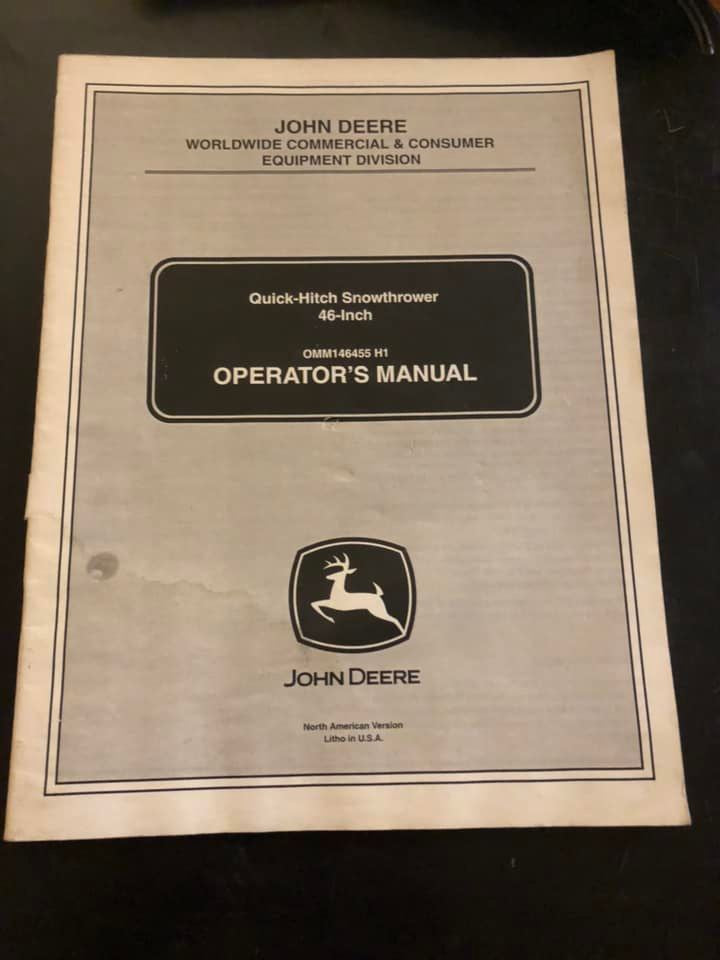 JOHN DEERE
WORLDWIDE COMMERCIAL & CONSUMER
EQUIPMENT DIVISION
Quick-Hitch Snowthrower
46-Inch
OMM146455 H1
OPERATOR'S MANUAL
JOHN DEERE
North American Version
Litho in U.S.A.